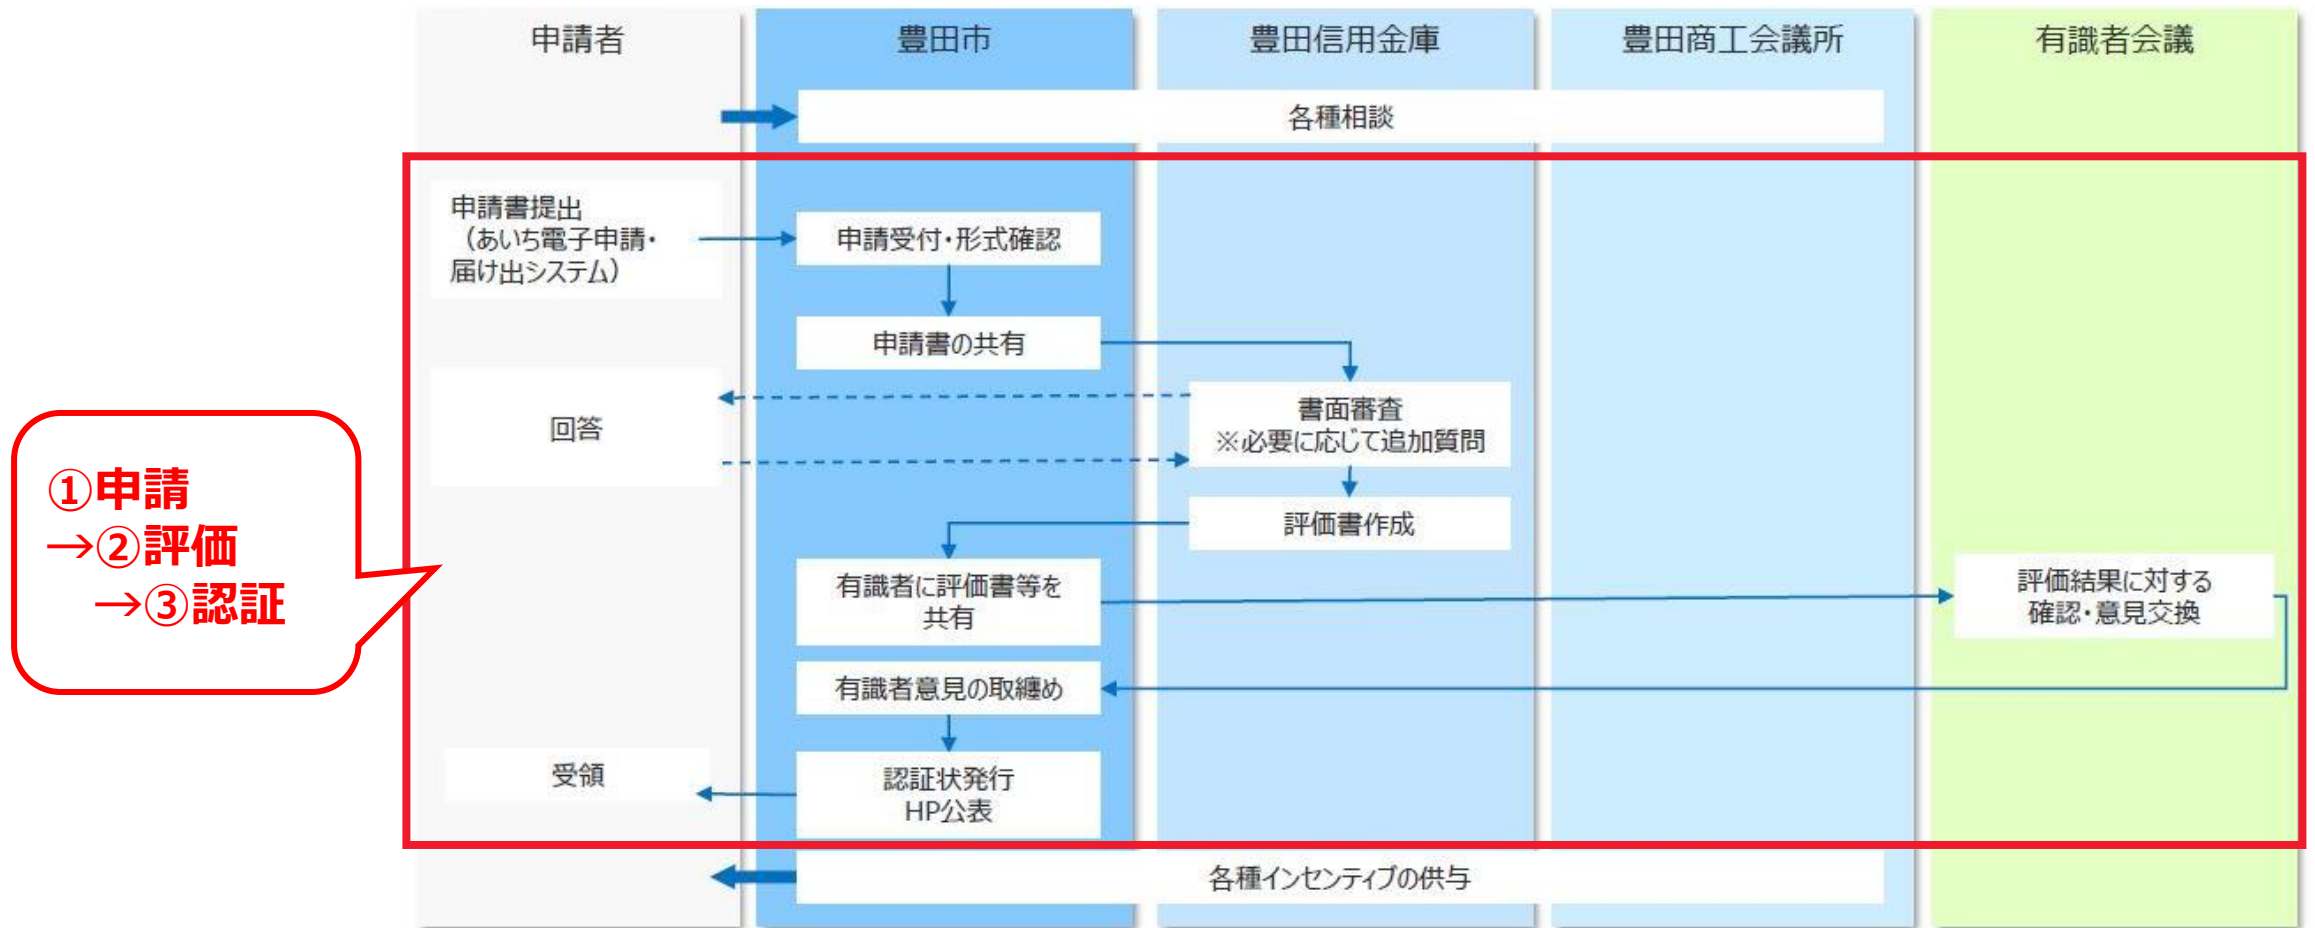 申請者
豊田市
豊田信用金庫
豊田商工会議所
有識者会議
各種相談
申請書提出
（あいち電子申請・
届け出システム）
申請受付・形式確認
申請書の共有
回答
書面審査
※必要に応じて追加質問
①申請
→②評価
→③認証
評価書作成
有識者に評価書等を
共有
評価結果に対する
確認・意見交換
有識者意見の取纏め
受領
認証状発行
HP公表
各種インセンティブの供与